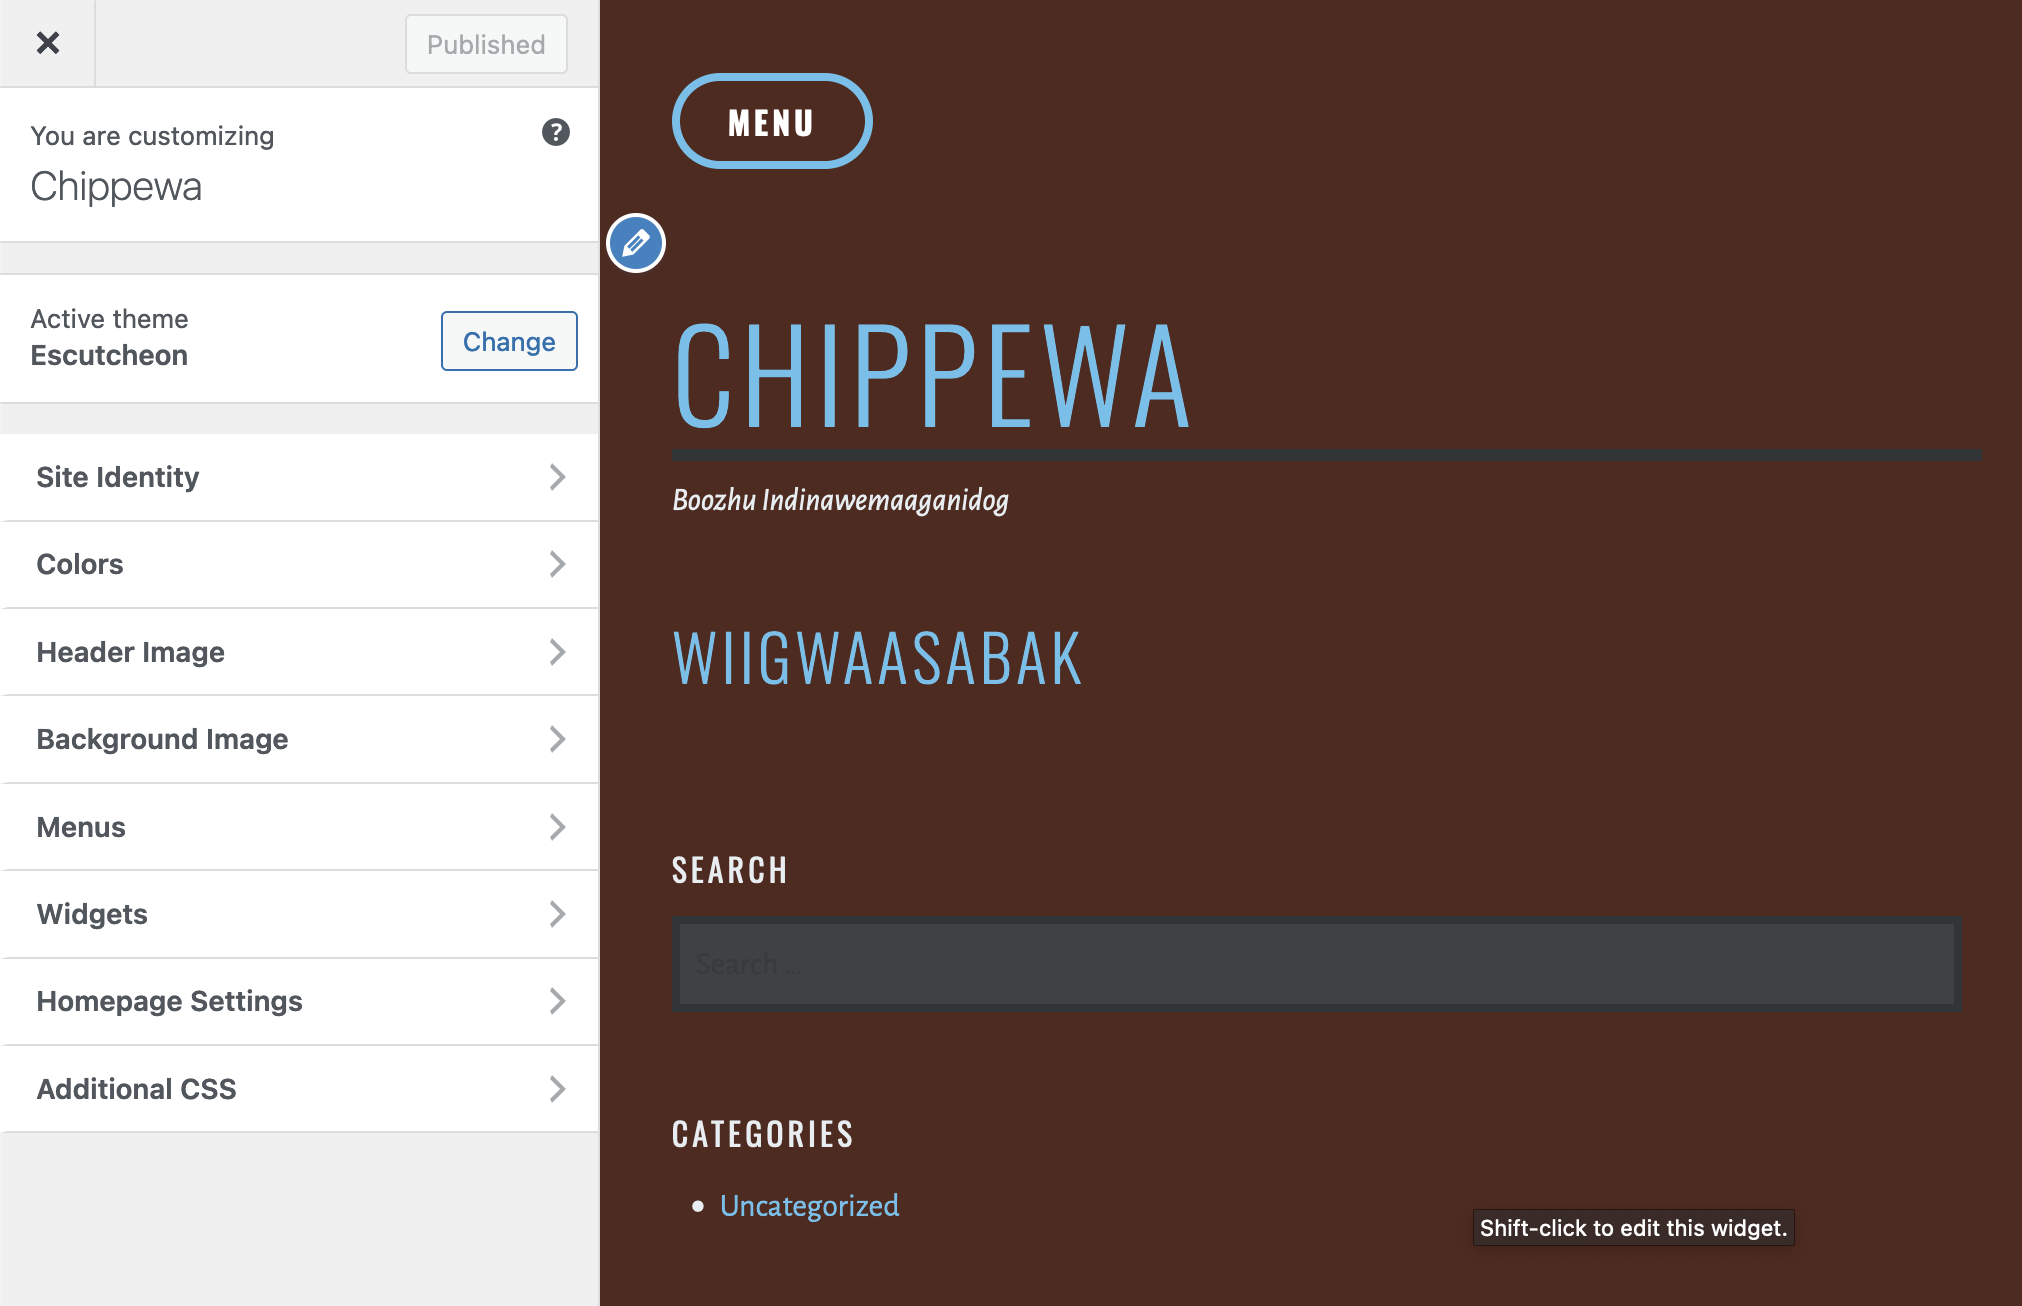 Published
You are customizing
Chippewa
Active theme
Escutcheon
Change
Site Identity
Colors
Header Image
Background Image
Menus
Widgets
Homepage Settings
Additional CSS
MENU
CHIPPEWA
Boozhu Indinawemaaganidog
WIIGWAASABAK
SEARCH
Search ...
CATEGORIES
Uncategorized
Shift-click to edit this widget.